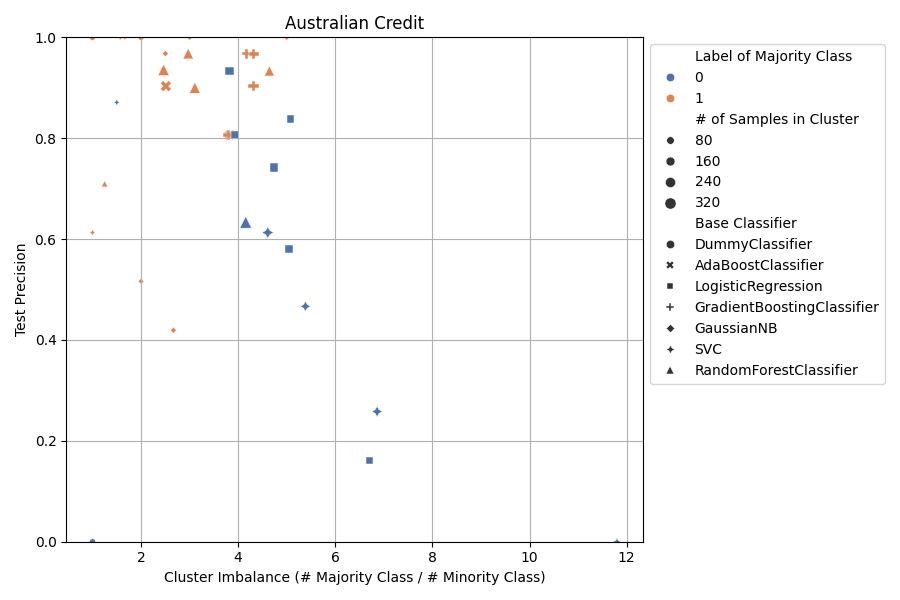 Australian Credit
1.0
0.8
0.6
0.4
0.2
0.0
Test Precision
2
4
6
8
10
12
Cluster Imbalance (# Majority Class / # Minority Class)
Label of Majority Class
0
1
# of Samples in Cluster
80
160
240
320
Base Classifier
DummyClassifier
AdaBoostClassifier
LogisticRegression
GradientBoostingClassifier
GaussianNB
SVC
RandomForestClassifier